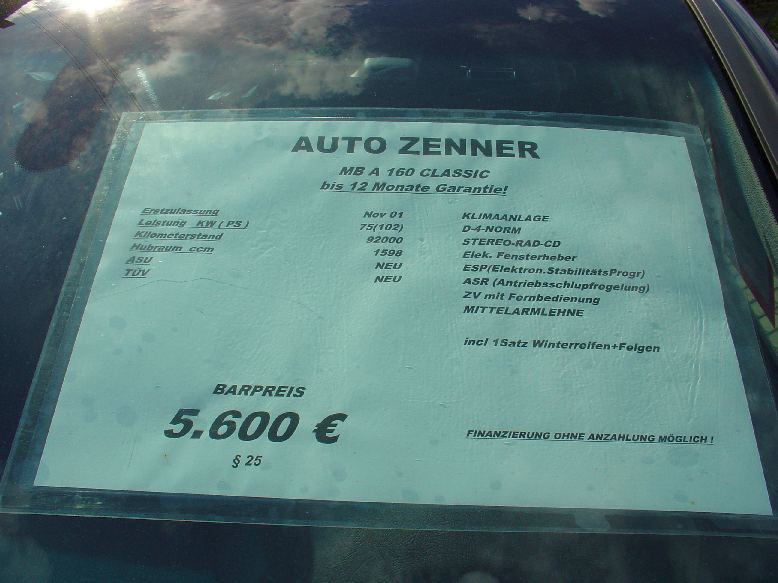 AUTO ZENNER
MB A 160 CLASSIC
bis 12 Monate Garantie!
Erstzulassung Nov 01
Leistung KW ( PS ) 75(102)
Kilometerstand 92000
Hubraum ccm 1598
ASU NEU
TÜV NEU
KLIMAANLAGE
D-4-NORM
STEREO-RAD-CD
Elek. Fensterheber
ESP(Elektron.StabilitätsProgr)
ASR (Antriebsschlupfregelung)
ZV mit Fernbedienung
MITTELARMLEHNE
incl 1Satz Winterreifen+Felgen
BARPREIS
5.600 €
§ 25
FINANZIERUNG OHNE ANZAHLUNG MÖGLICH !